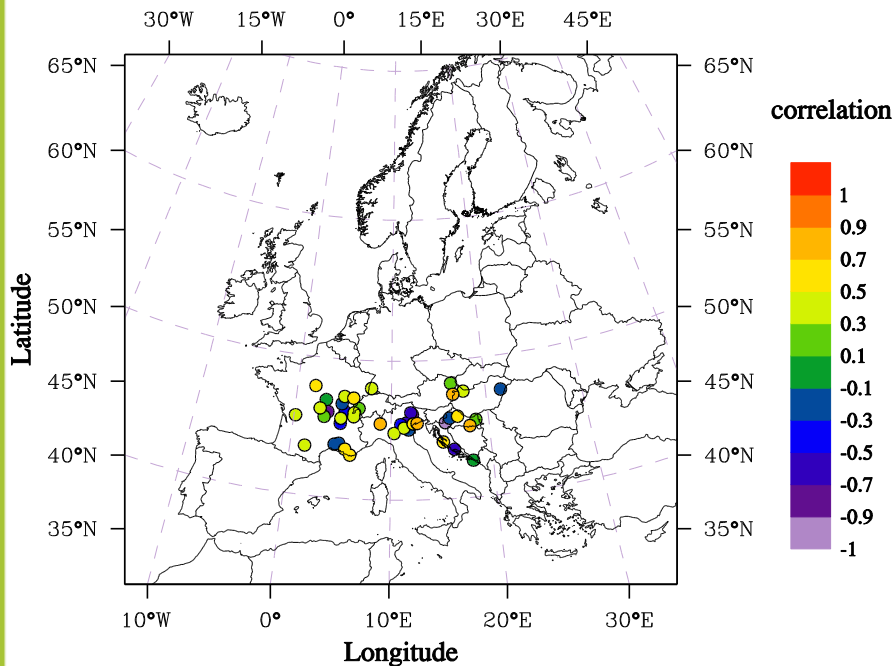 30°W 15°W 0° 15°E 30°E 45°E
65°N 65°N
correlation
60°N 60°N
1
55°N 55°N
0.9
0.7
Latitude
50°N 50°N
0.5
0.3
0.1
45°N 45°N
-0.1
-0.3
40°N 40°N
-0.5
-0.7
35°N 35°N
-0.9
-1
10°W 0° 10°E 20°E 30°E
Longitude